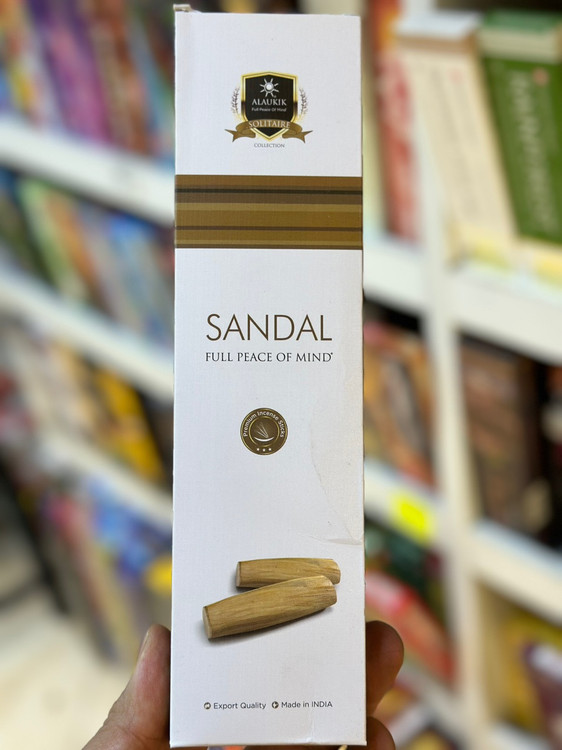 ALAUKIK
Full Peace Of Mind
SOLITAIRE
COLLECTION
SANDAL
FULL PEACE OF MIND
Premium Incense Sticks
Export Quality Made in INDIA